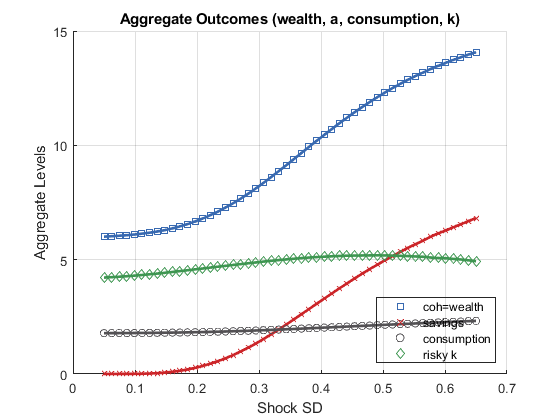 Aggregate Outcomes (wealth, a, consumption, k)
15
10
5
0
Aggregate Levels
0 0.1 0.2 0.3 0.4 0.5 0.6 0.7
Shock SD
coh=wealth
savings
consumption
risky k